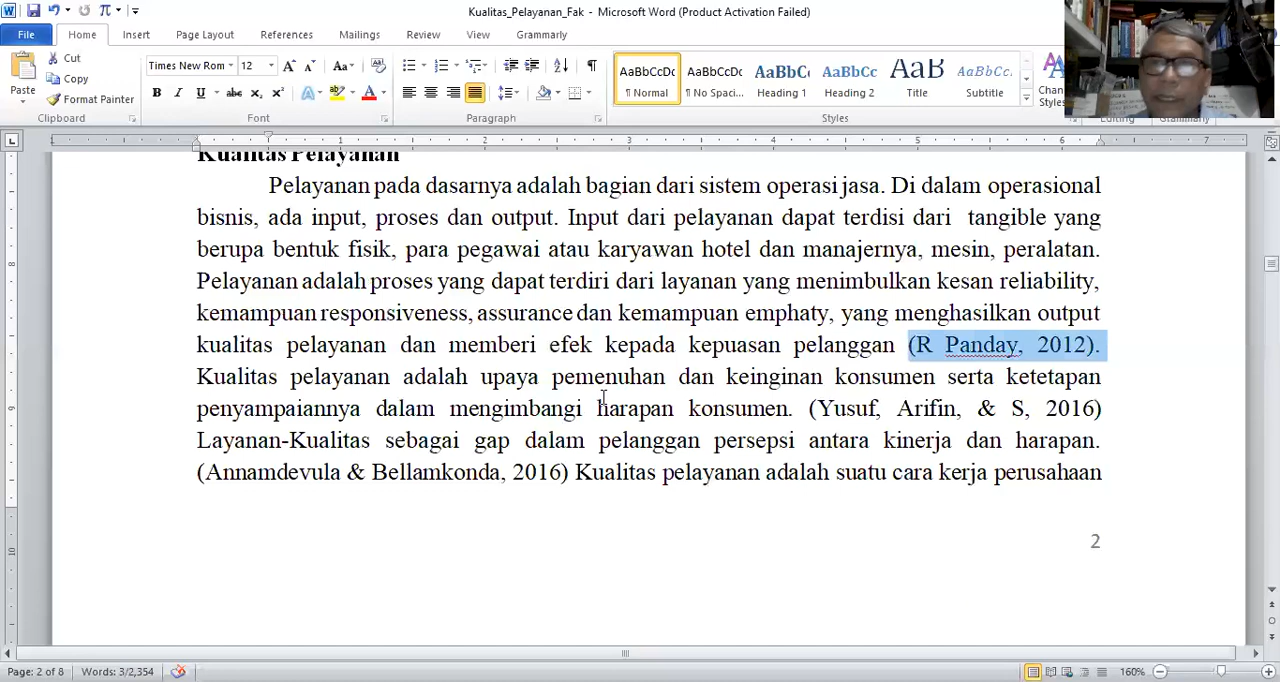 Kualitas_Pelayanan_Fak - Microsoft Word (Product Activation Failed)
File Home Insert Page Layout References Mailings Review View Grammarly
Paste
Cut
Copy
Format Painter
Clipboard
Times New Rom 12
Font
Paragraph
AaBbCcDc AaBbCcDc AaBbC AaBbCc AaB AaBbCc.
¶ Normal ¶ No Spaci... Heading 1 Heading 2 Title Subtitle
Styles
Kualitas Pelayanan
Pelayanan pada dasarnya adalah bagian dari sistem operasi jasa. Di dalam operasional
bisnis, ada input, proses dan output. Input dari pelayanan dapat terdisi dari tangible yang
berupa bentuk fisik, para pegawai atau karyawan hotel dan manajernya, mesin, peralatan.
Pelayanan adalah proses yang dapat terdiri dari layanan yang menimbulkan kesan reliability,
kemampuan responsiveness, assurance dan kemampuan emphaty, yang menghasilkan output
kualitas pelayanan dan memberi efek kepada kepuasan pelanggan (R Panday, 2012).
Kualitas pelayanan adalah upaya pemenuhan dan keinginan konsumen serta ketetapan
penyampaiannya dalam mengimbangi harapan konsumen. (Yusuf, Arifin, & S, 2016)
Layanan-Kualitas sebagai gap dalam pelanggan persepsi antara kinerja dan harapan.
(Annamdevula & Bellamkonda, 2016) Kualitas pelayanan adalah suatu cara kerja perusahaan
2
Page: 2 of 8 Words: 3/2,354 160%